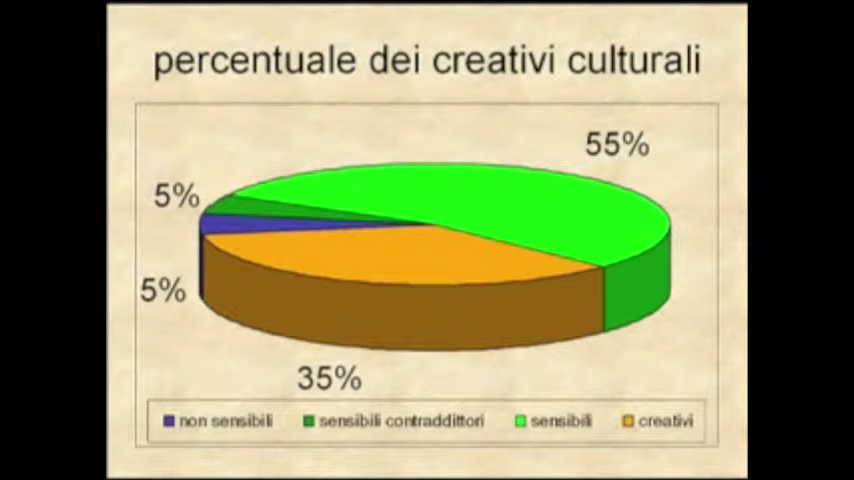 percentuale dei creativi culturali
55%
5%
5%
35%
non sensibili sensibili contraddittori sensibili creativi